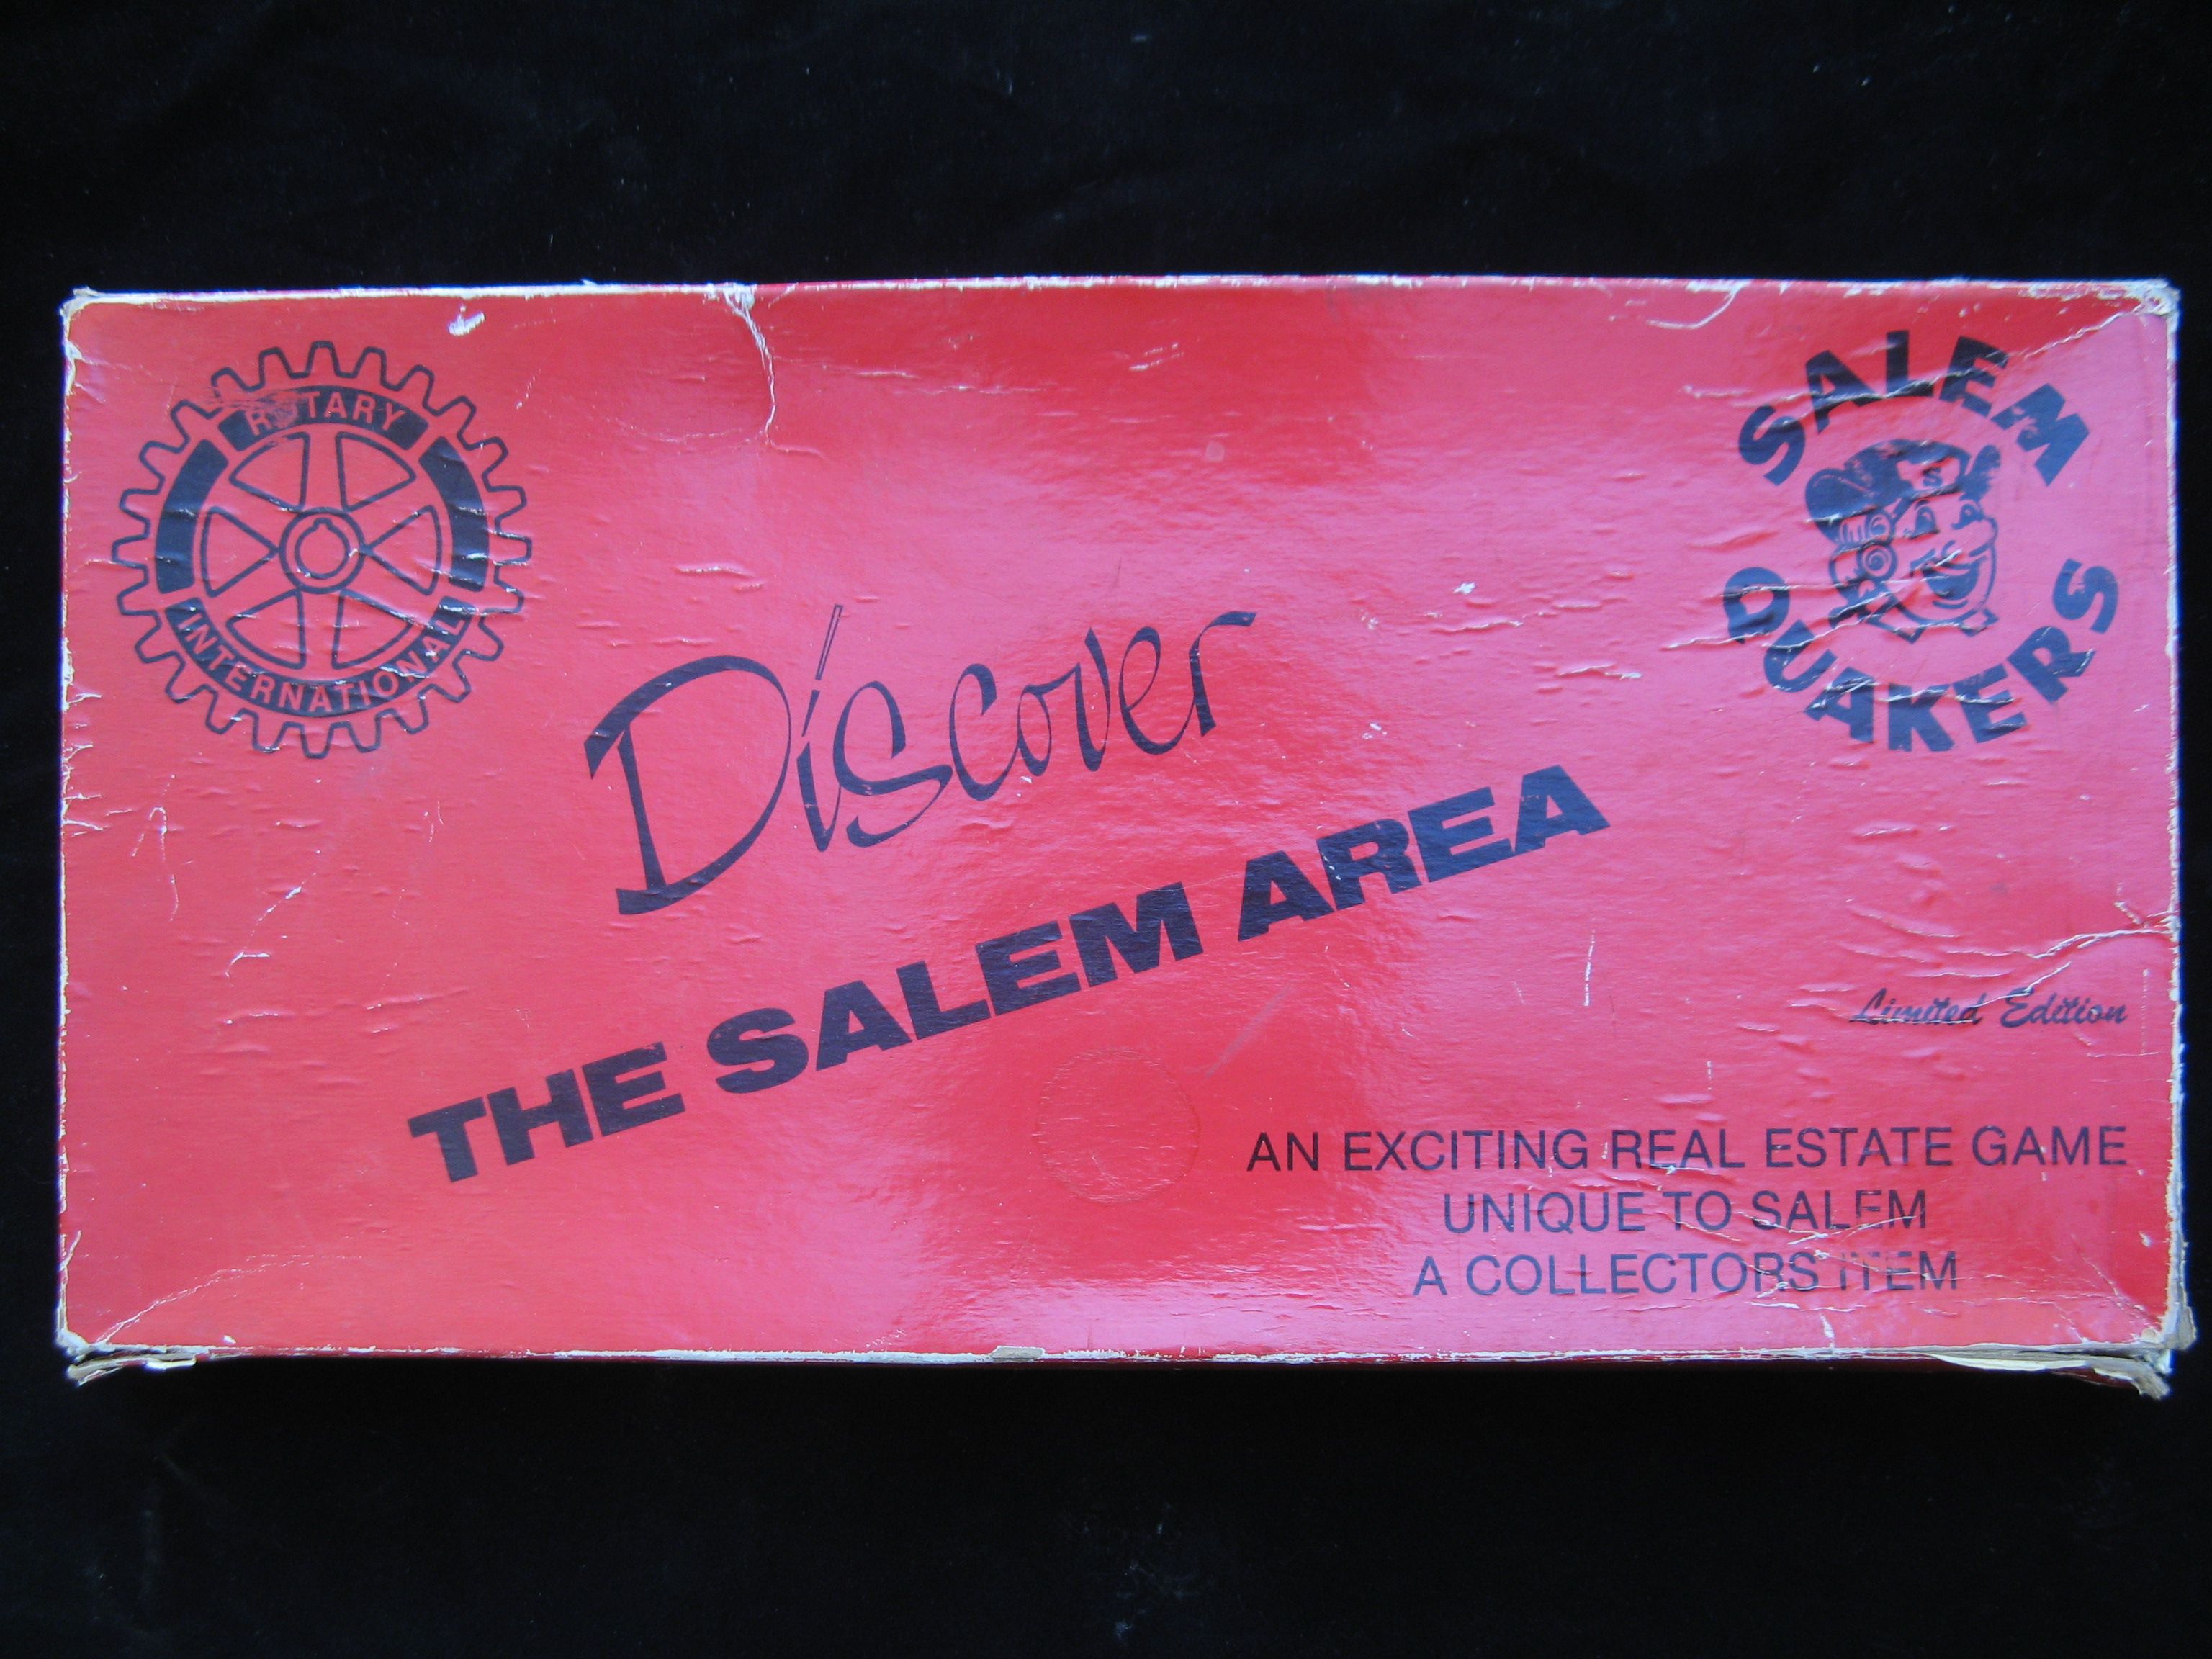 ROTARY
INTERNATIONAL
SALEM
S
QUAKERS
Discover
THE SALEM AREA
Limited Edition
AN EXCITING REAL ESTATE GAME
UNIQUE TO SALEM
A COLLECTORS ITEM